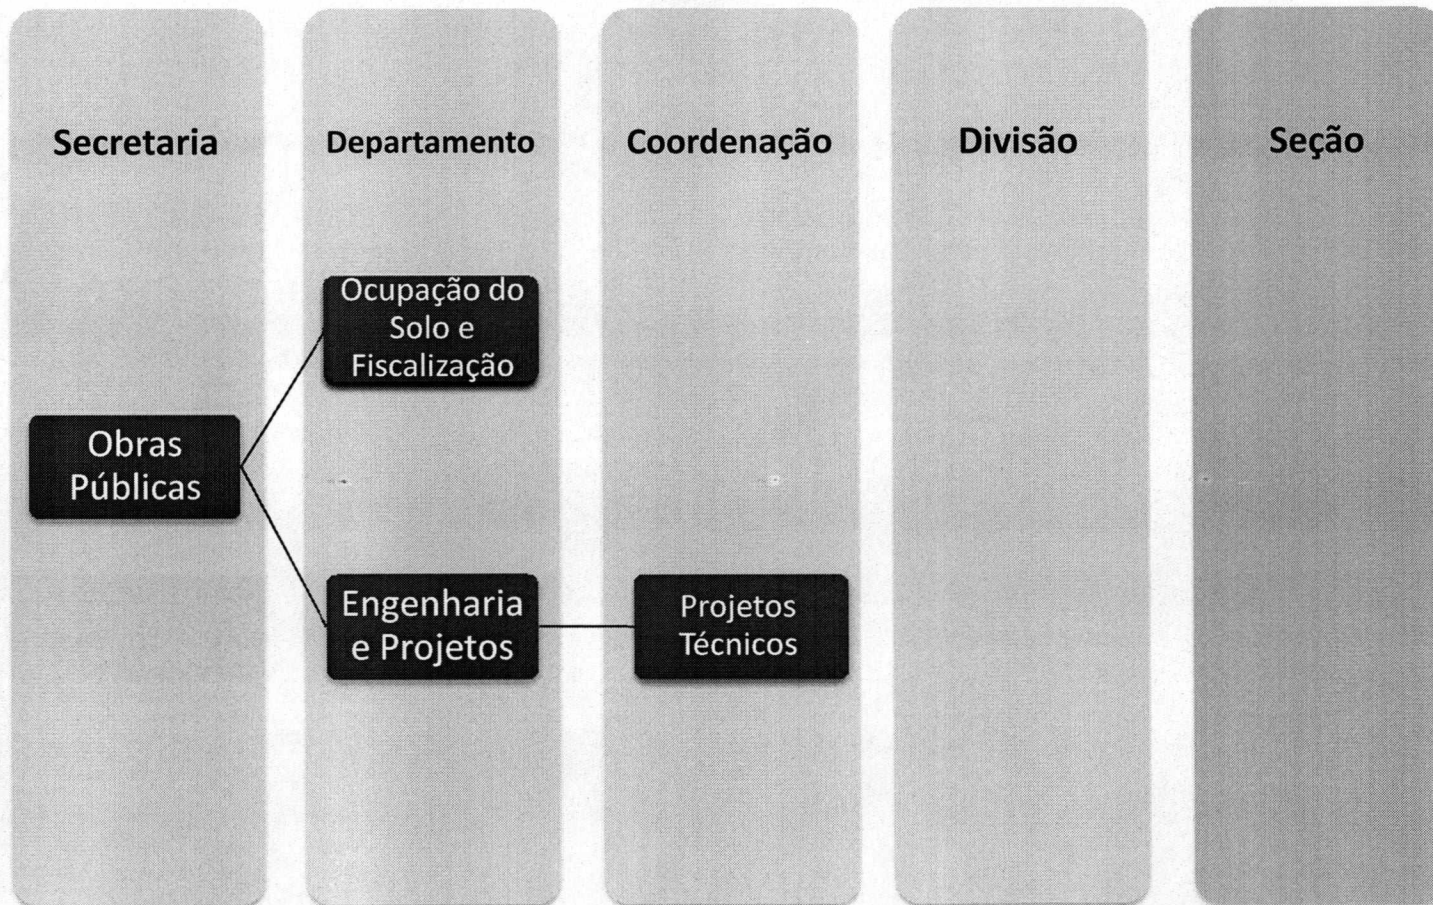 Secretaria
Departamento
Coordenação
Divisão
Seção
Ocupação do
Solo e
Fiscalização
Obras
Públicas
Engenharia
e Projetos
Projetos
Técnicos